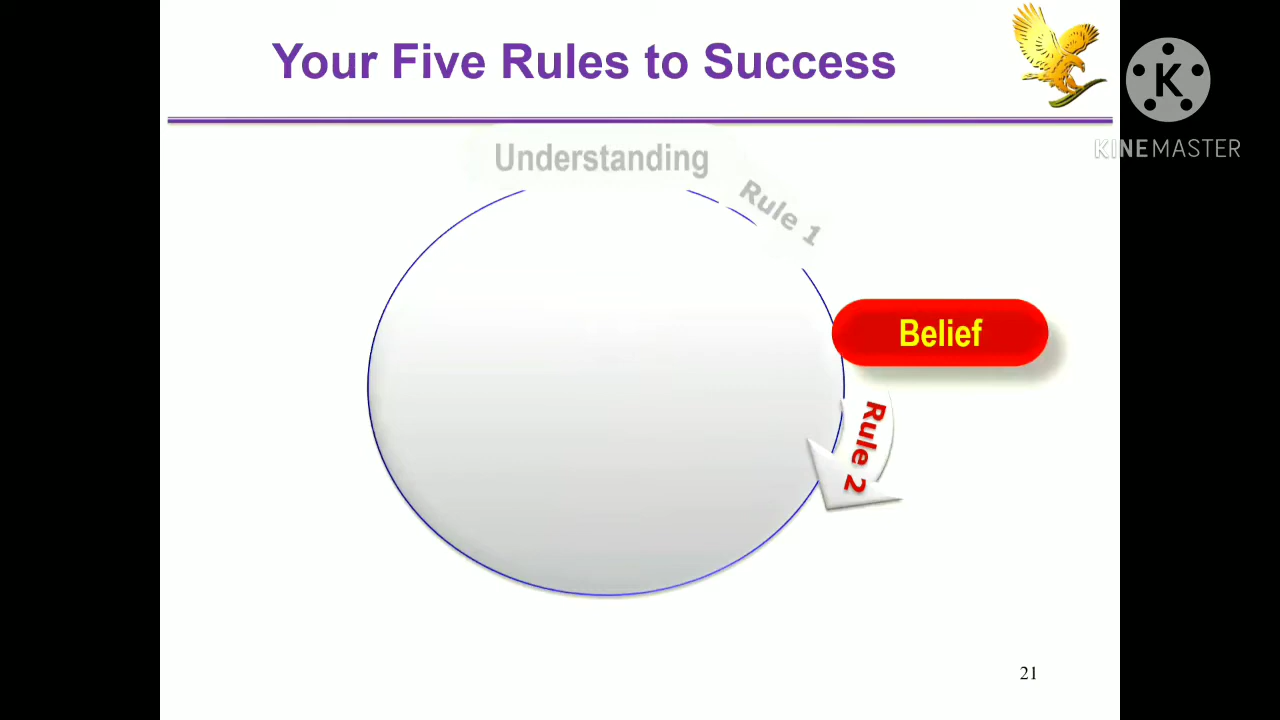 Your Five Rules to Success
K
KINEMASTER
Understanding
Rule 1
Belief
Rule 2
21